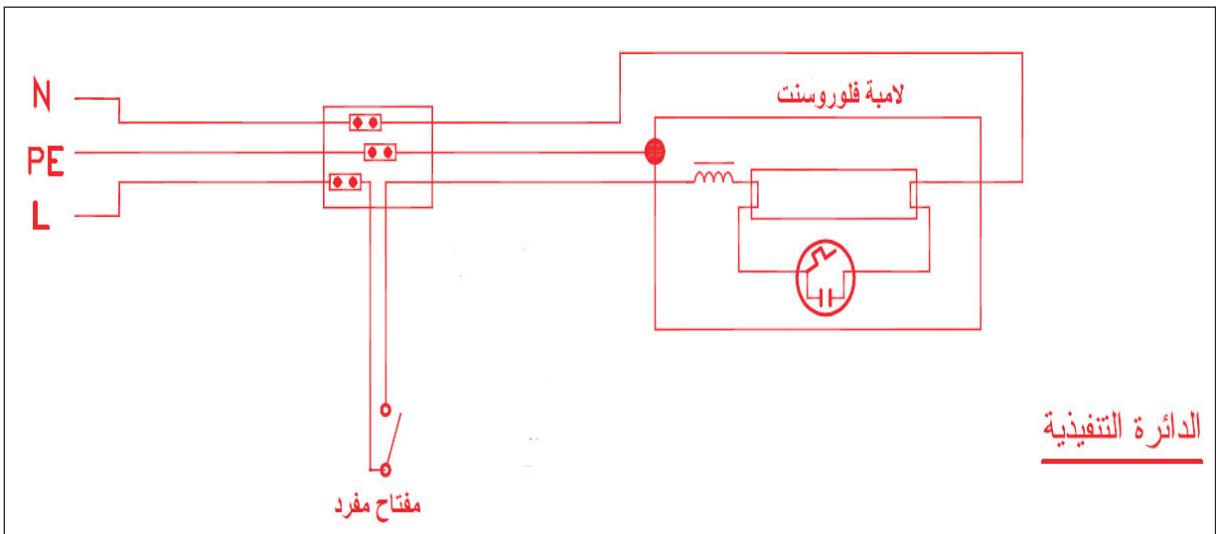 لامبة فلوروسنت
N
PE
L
الدائرة التنفيذية
مفتاح مفرد